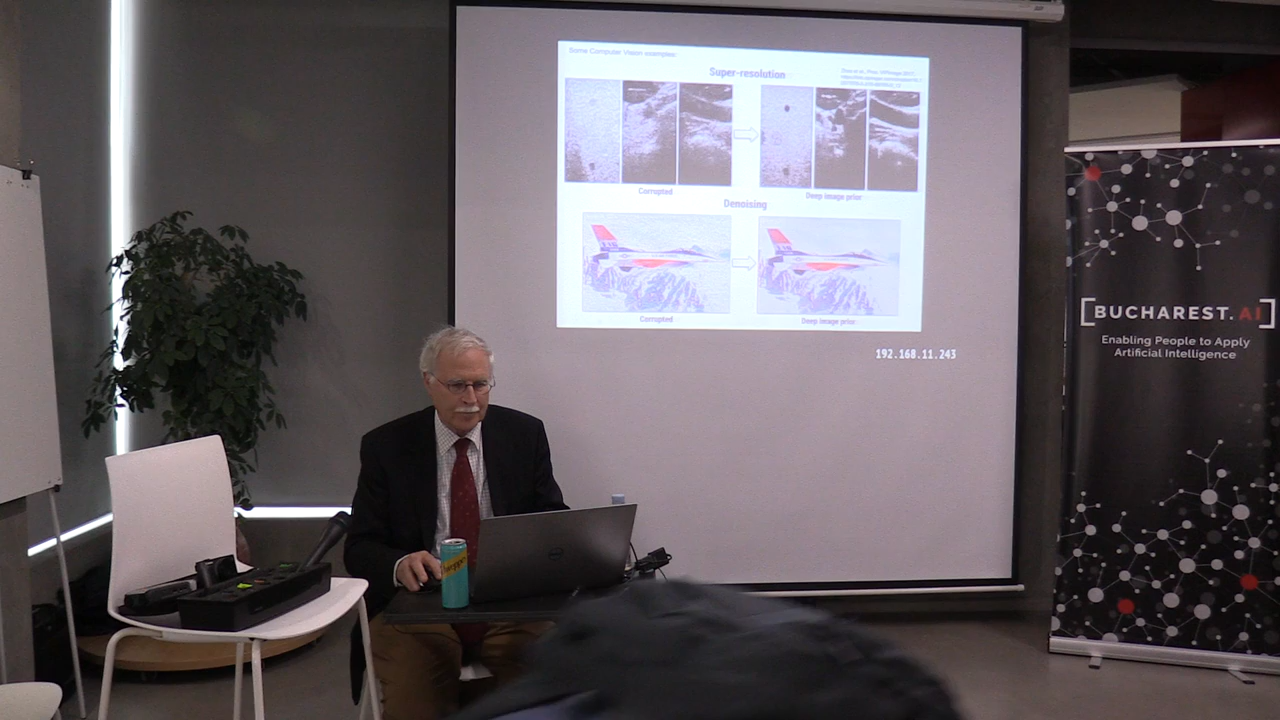 Some Computer Vision examples:
Super-resolution
Corrupted
Deep image prior
Denoising
Corrupted
Deep image prior
192.168.11.243
[BUCHAREST.AI]
Enabling People to Apply
Artificial Intelligence
DELL